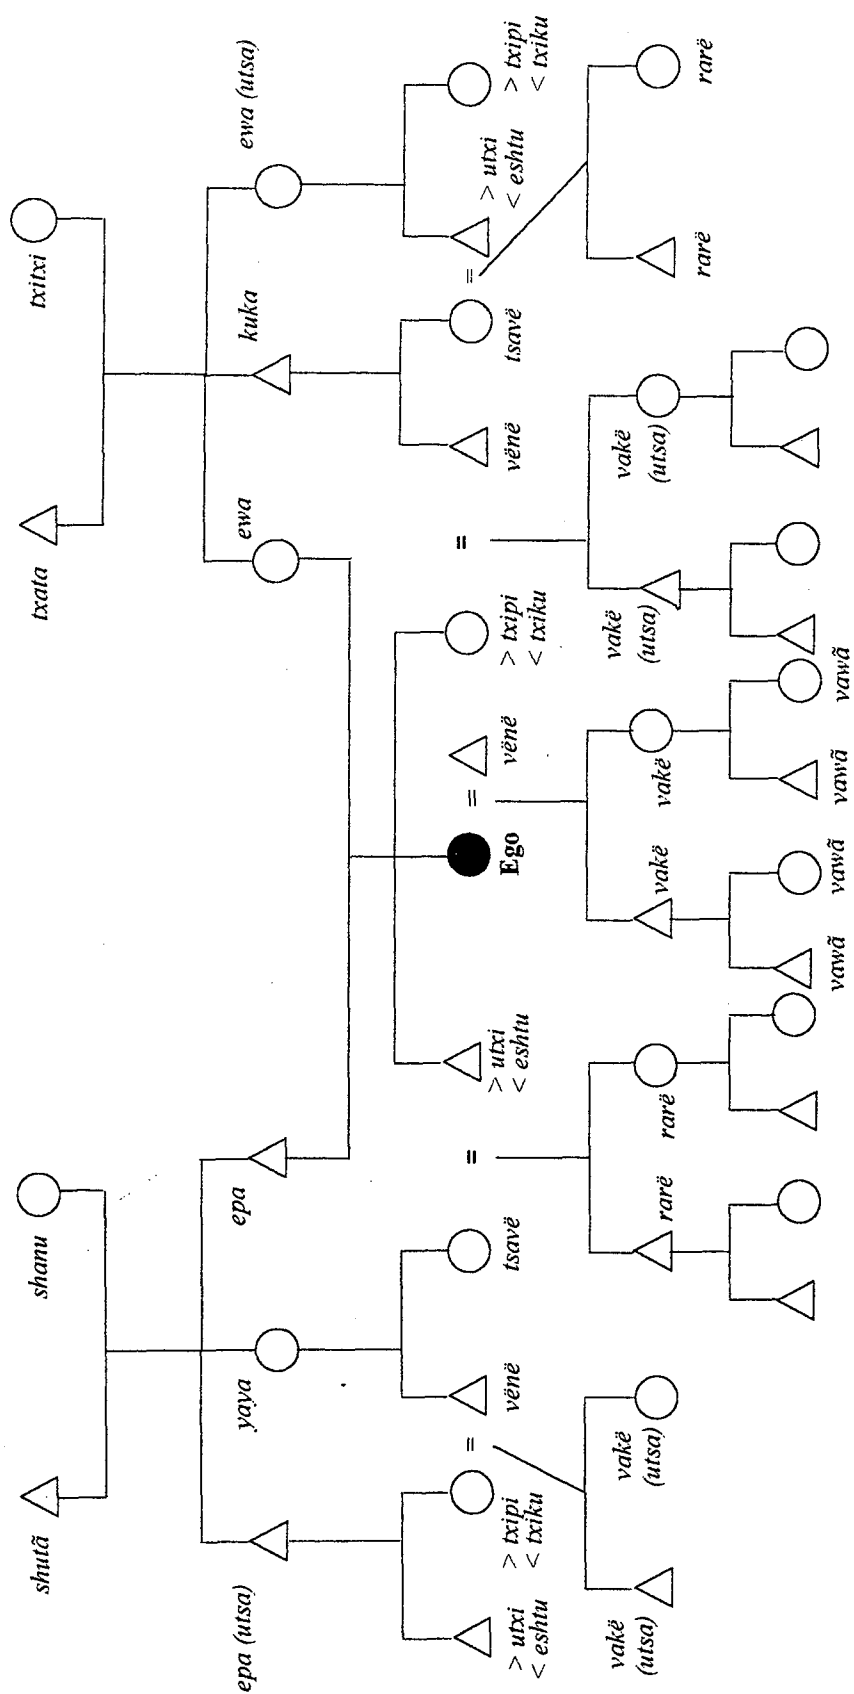 shutã
shanu
txata
txitxi
epa (utsa)
yaya
epa
ewa
kuka
ewa (utsa)
> utxi
< eshtu
> txipi
< txiku
vënë
tsavë
> utxi
< eshtu
Ego
vënë
> txipi
< txiku
vënë
tsavë
> utxi
< eshtu
> txipi
< txiku
vakë
(utsa)
vakë
(utsa)
rarë
rarë
vakë
vakë
vakë
(utsa)
vakë
(utsa)
rarë
rarë
vawã
vawã
vawã
vawã